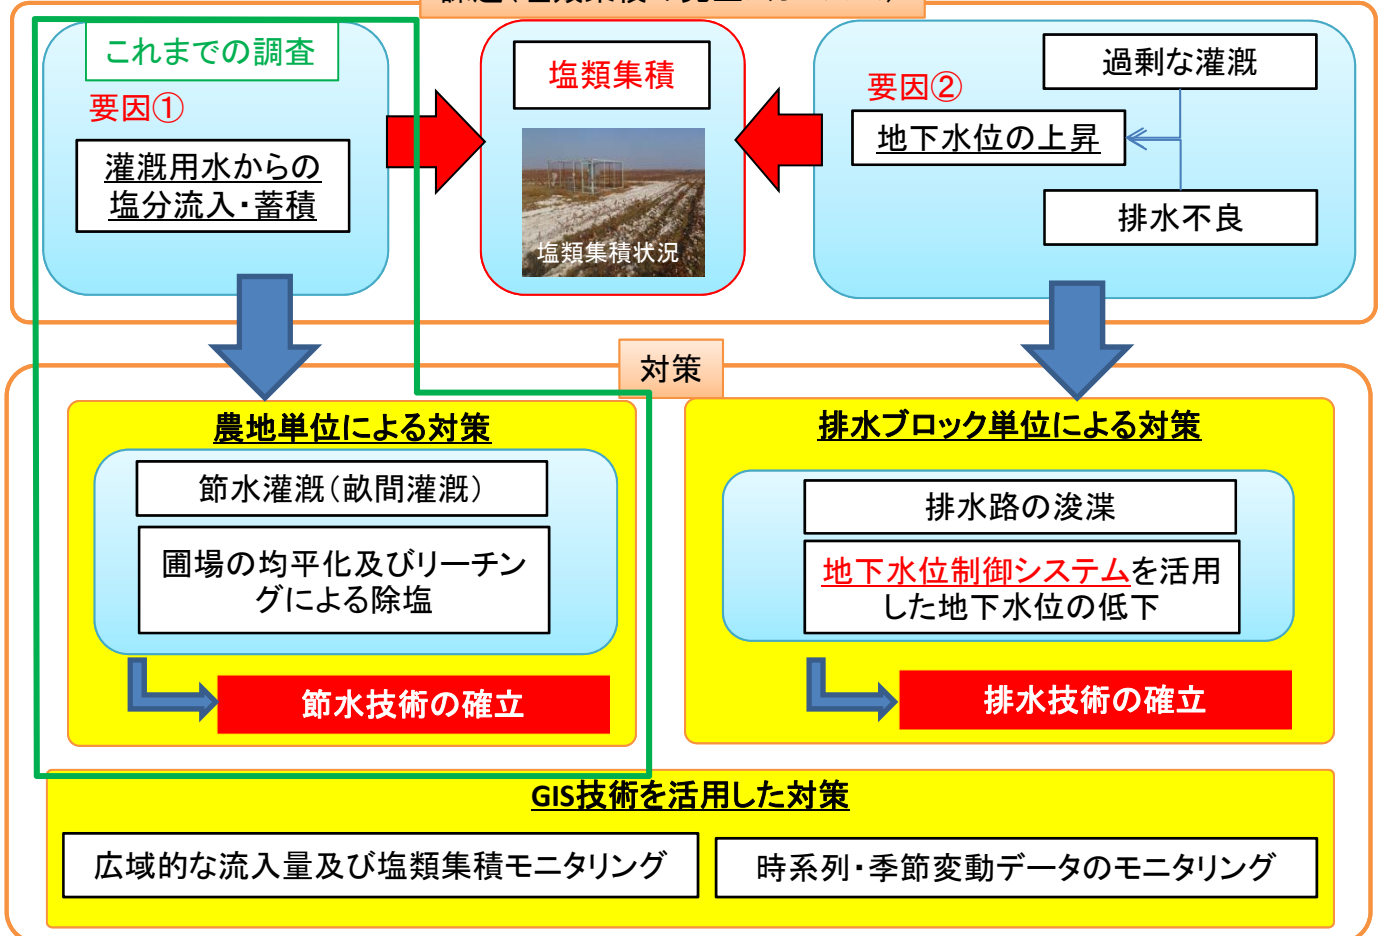 これまでの調査
要因①
灌漑用水からの
塩分流入・蓄積
塩類集積
塩類集積状況
要因②
過剰な灌漑
地下水位の上昇
排水不良
対策
農地単位による対策
節水灌漑（畝間灌漑）
圃場の均平化及びリーチン
グによる除塩
節水技術の確立
排水ブロック単位による対策
排水路の浚渫
地下水位制御システムを活用
した地下水位の低下
排水技術の確立
GIS技術を活用した対策
広域的な流入量及び塩類集積モニタリング
時系列・季節変動データのモニタリング